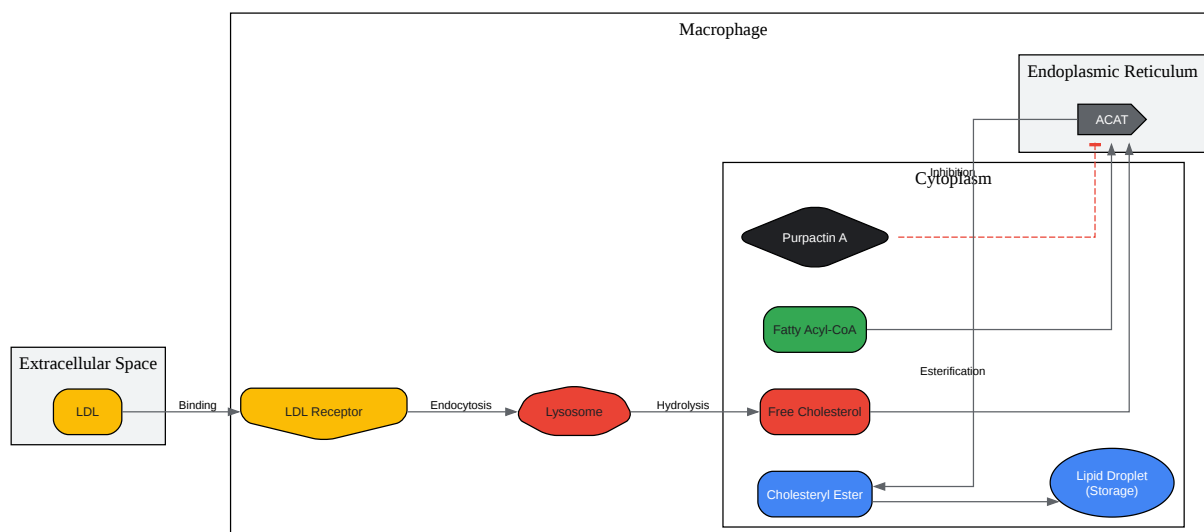 Macrophage
Endoplasmic Reticulum
ACAT
Inhibition
Cytoplasm
Purpactin A
Fatty Acyl-CoA
Extracellular Space
Esterification
LDL
Binding
LDL Receptor
Endocytosis
Lysosome
Hydrolysis
Free Cholesterol
Cholesteryl Ester
Lipid Droplet
(Storage)